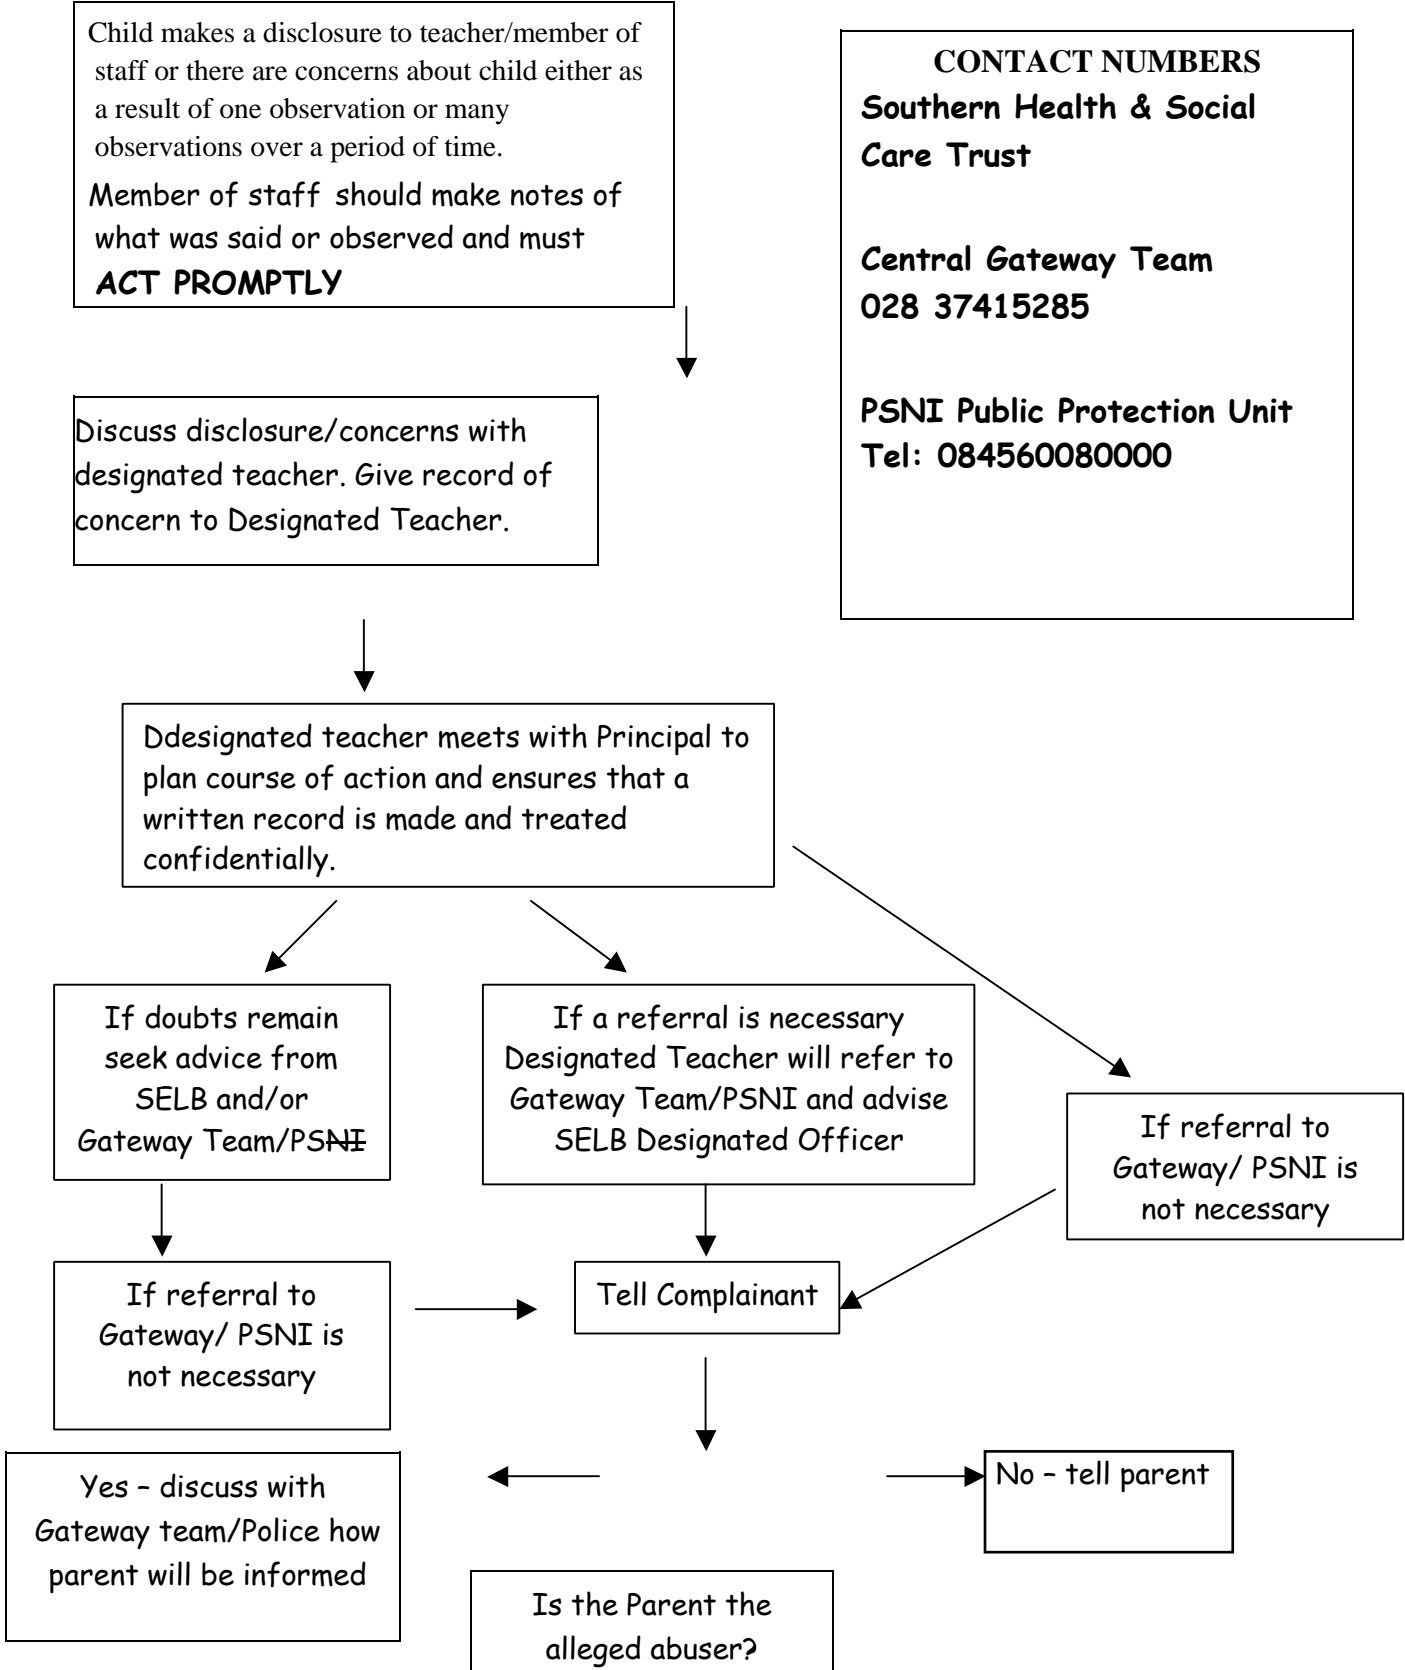 Child makes a disclosure to teacher/member of
staff or there are concerns about child either as
a result of one observation or many
observations over a period of time.
Member of staff should make notes of
what was said or observed and must
ACT PROMPTLY
CONTACT NUMBERS
Southern Health & Social
Care Trust
Central Gateway Team
028 37415285
PSNI Public Protection Unit
Tel: 084560080000
Discuss disclosure/concerns with
designated teacher. Give record of
concern to Designated Teacher.
Ddesignated teacher meets with Principal to
plan course of action and ensures that a
written record is made and treated
confidentially.
If doubts remain
seek advice from
SELB and/or
Gateway Team/PSNI
If a referral is necessary
Designated Teacher will refer to
Gateway Team/PSNI and advise
SELB Designated Officer
If referral to
Gateway/ PSNI is
not necessary
If referral to
Gateway/ PSNI is
not necessary
Tell Complainant
Yes – discuss with
Gateway team/Police how
parent will be informed
No – tell parent
Is the Parent the
alleged abuser?